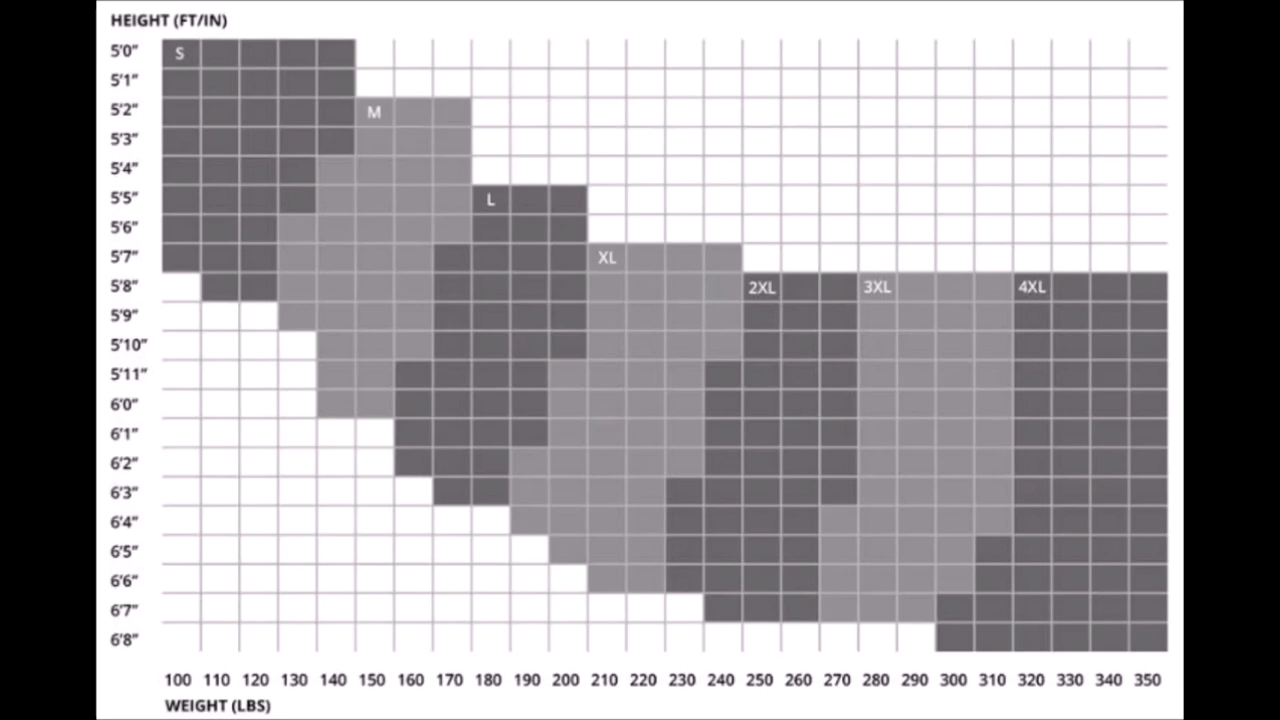 HEIGHT (FT/IN)
5'0"
S
5'1"
5'2"
M
5'3"
5'4"
5'5"
L
5'6"
5'7"
XL
5'8"
2XL
3XL
4XL
5'9"
5'10"
5'11"
6'0"
6'1"
6'2"
6'3"
6'4"
6'5"
6'6"
6'7"
6'8"
100 110 120 130 140 150 160 170 180 190 200 210 220 230 240 250 260 270 280 290 300 310 320 330 340 350
WEIGHT (LBS)